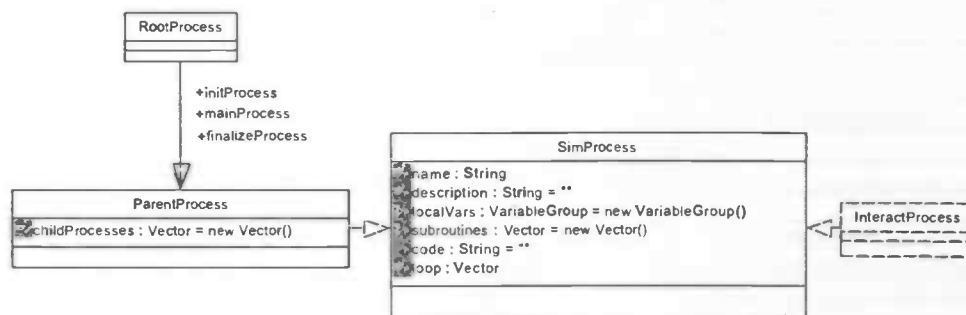 RootProcess
+initProcess
+mainProcess
+finalizeProcess
ParentProcess
childProcesses : Vector = new Vector()
SimProcess
name : String
description : String = ""
localVars : VariableGroup = new VariableGroup()
subroutines : Vector = new Vector()
code : String = ""
loop : Vector
InteractProcess